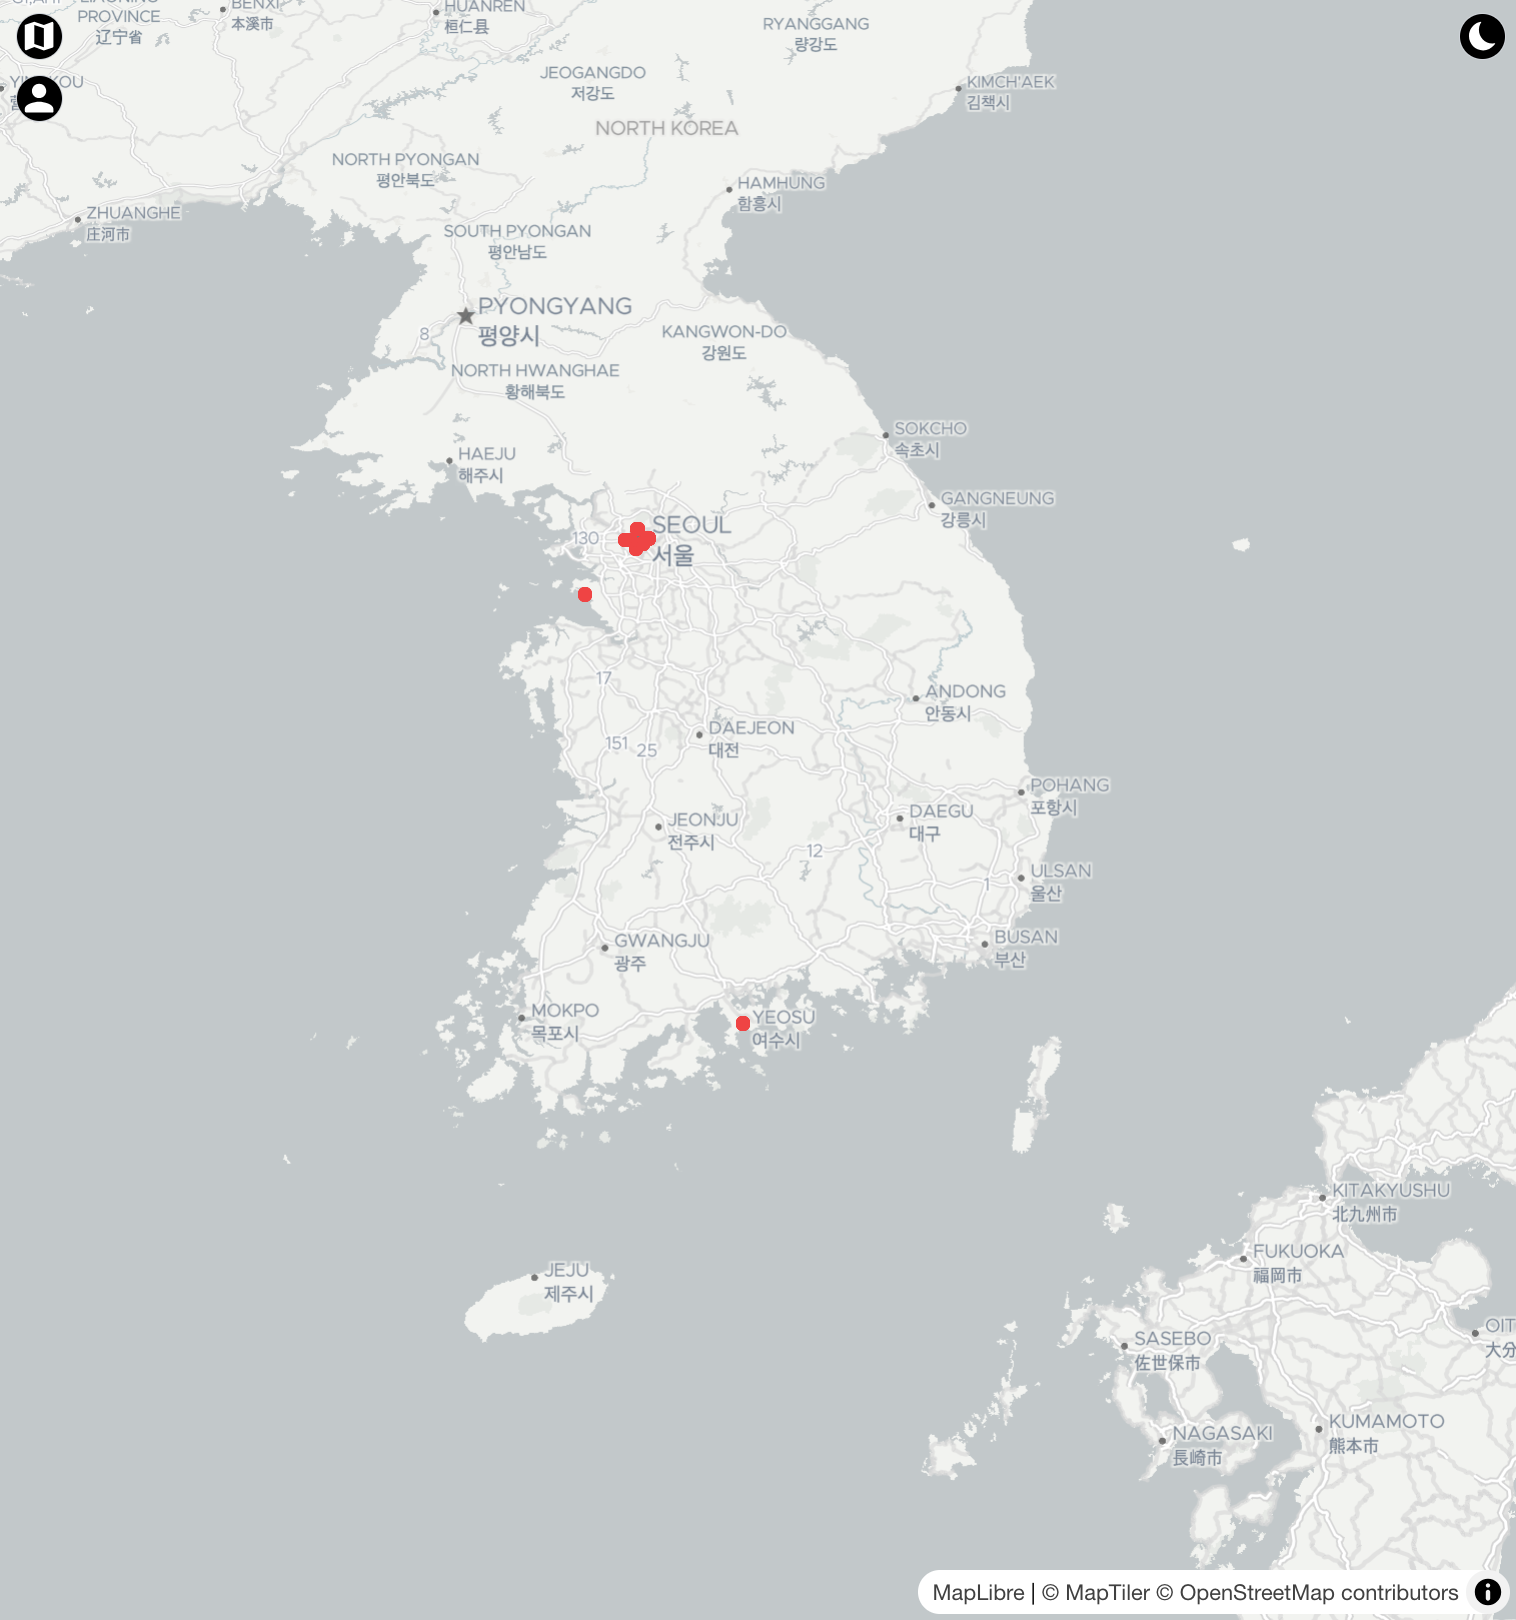 LIAONING
PROVINCE
辽宁省
BENXI
本溪市
HUANREN
桓仁县
RYANGGANG
량강도
YINGKOU
JEOGANGDO
저강도
KIMCH'AEK
김책시
NORTH KOREA
NORTH PYONGAN
평안북도
HAMHUNG
함흥시
ZHUANGHE
庄河市
SOUTH PYONGAN
평안남도
PYONGYANG
평양시
8
KANGWON-DO
강원도
NORTH HWANGHAE
황해북도
SOKCHO
속초시
HAEJU
해주시
GANGNEUNG
강릉시
SEOUL
서울
130
17
ANDONG
안동시
DAEJEON
대전
151
25
POHANG
포항시
DAEGU
대구
JEONJU
전주시
12
ULSAN
울산
1
GWANGJU
광주
BUSAN
부산
MOKPO
목포시
YEOSU
여수시
KITAKYUSHU
北九州市
FUKUOKA
福岡市
JEJU
제주시
OIT
大分
SASEBO
佐世保市
KUMAMOTO
熊本市
NAGASAKI
長崎市
MapLibre | © MapTiler © OpenStreetMap contributors